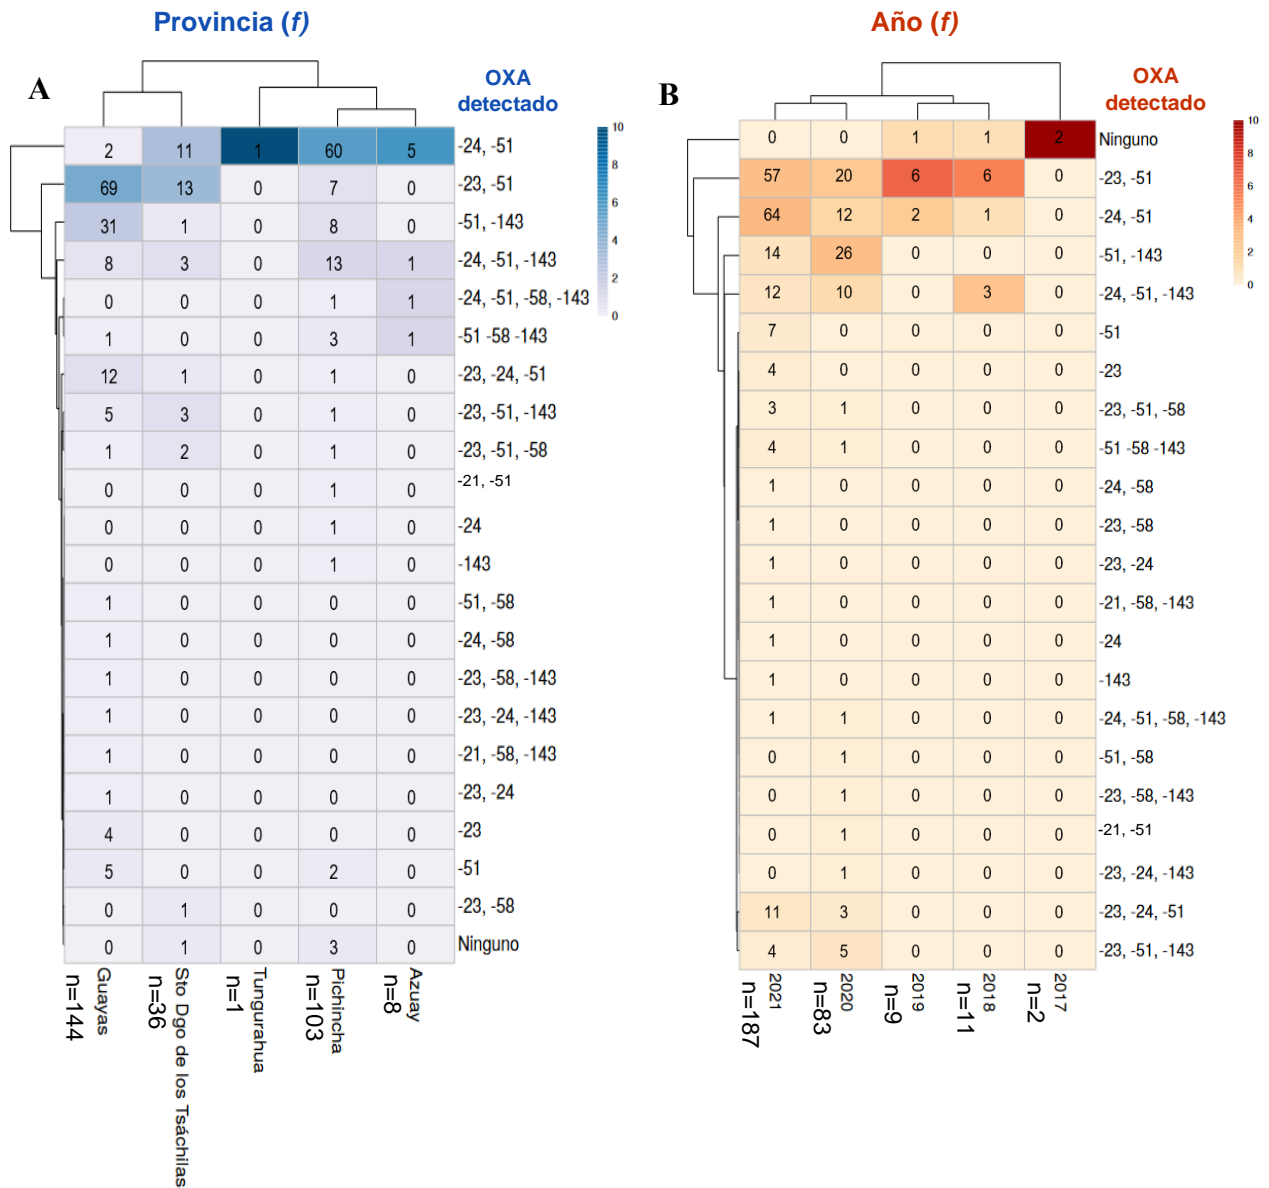 Provincia (f)
A
OXA
detectado
10
8
6
4
2
0
2 11 1 60 5 -24, -51
69 13 0 7 0 -23, -51
31 1 0 8 0 -51, -143
8 3 0 13 1 -24, -51, -143
0 0 0 1 1 -24, -51, -58, -143
1 0 0 3 1 -51 -58 -143
12 1 0 1 0 -23, -24, -51
5 3 0 1 0 -23, -51, -143
1 2 0 1 0 -23, -51, -58
0 0 0 1 0 -21, -51
0 0 0 1 0 -24
0 0 0 1 0 -143
1 0 0 0 0 -51, -58
1 0 0 0 0 -24, -58
1 0 0 0 0 -23, -58, -143
1 0 0 0 0 -23, -24, -143
1 0 0 0 0 -21, -58, -143
1 0 0 0 0 -23, -24
4 0 0 0 0 -23
5 0 0 2 0 -51
0 1 0 0 0 -23, -58
0 1 0 3 0 Ninguno
Guayas
n=144
Sto Dgo de los Tsáchilas
n=36
Tungurahua
n=1
Pichincha
n=103
Azuay
n=8
Año (f)
B
OXA
detectado
10
8
6
4
2
0
0 0 1 1 2 Ninguno
57 20 6 6 0 -23, -51
64 12 2 1 0 -24, -51
14 26 0 0 0 -51, -143
12 10 0 3 0 -24, -51, -143
7 0 0 0 0 -51
4 0 0 0 0 -23
3 1 0 0 0 -23, -51, -58
4 1 0 0 0 -51 -58 -143
1 0 0 0 0 -24, -58
1 0 0 0 0 -23, -58
1 0 0 0 0 -23, -24
1 0 0 0 0 -21, -58, -143
1 0 0 0 0 -24
1 0 0 0 0 -143
1 1 0 0 0 -24, -51, -58, -143
0 1 0 0 0 -51, -58
0 1 0 0 0 -23, -58, -143
0 1 0 0 0 -21, -51
0 1 0 0 0 -23, -24, -143
11 3 0 0 0 -23, -24, -51
4 5 0 0 0 -23, -51, -143
2021
n=187
2020
n=83
2019
n=9
2018
n=11
2017
n=2